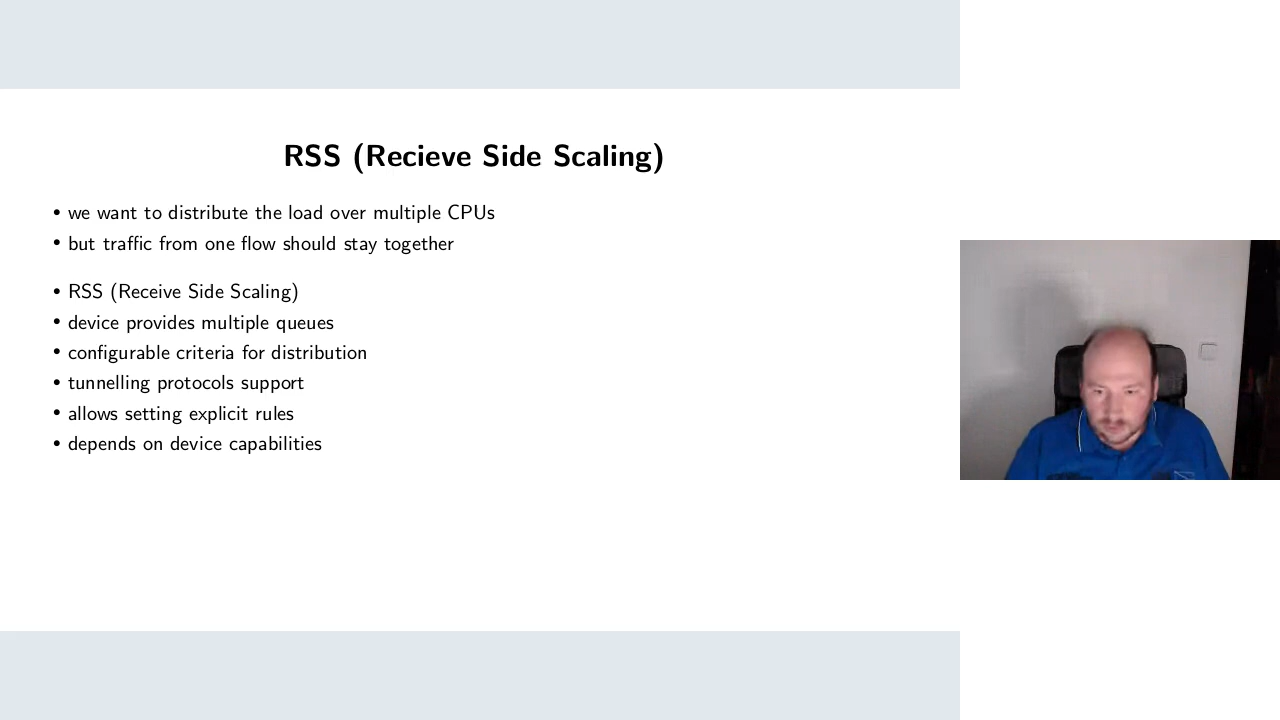 RSS (Recieve Side Scaling)
• we want to distribute the load over multiple CPUs
• but traffic from one flow should stay together
• RSS (Receive Side Scaling)
• device provides multiple queues
• configurable criteria for distribution
• tunnelling protocols support
• allows setting explicit rules
• depends on device capabilities